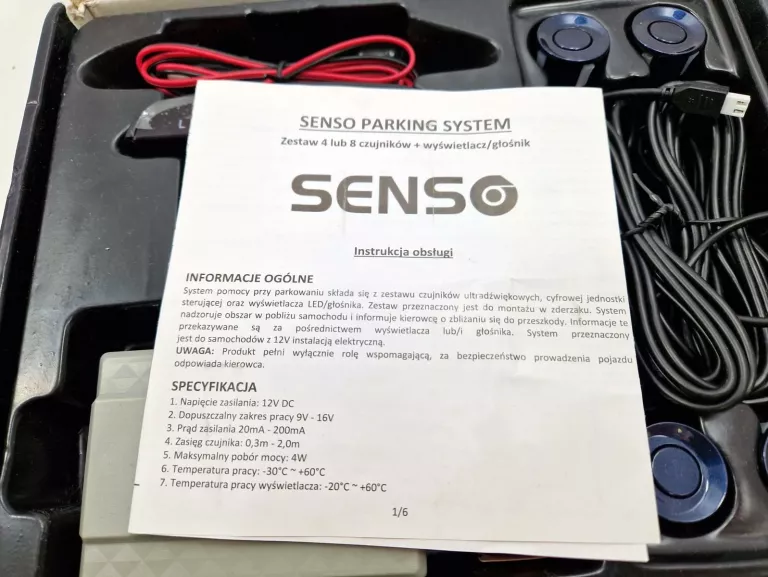 SENSO PARKING SYSTEM
Zestaw 4 lub 8 czujników + wyświetlacz/głośnik
SENSO
Instrukcja obsługi
INFORMACJE OGÓLNE
System pomocy przy parkowaniu składa się z zestawu czujników ultradźwiękowych, cyfrowej jednostki
sterującej oraz wyświetlacza LED/głośnika. Zestaw przeznaczony jest do montażu w zderzaku. System
nadzoruje obszar w pobliżu samochodu i informuje kierowcę o zbliżaniu się do przeszkody. Informacje te
przekazywane są za pośrednictwem wyświetlacza lub/i głośnika. System przeznaczony
jest do samochodów z 12V instalacją elektryczną.
UWAGA: Produkt pełni wyłącznie rolę wspomagającą, za bezpieczeństwo prowadzenia pojazdu
odpowiada kierowca.
SPECYFIKACJA
1. Napięcie zasilania: 12V DC
2. Dopuszczalny zakres pracy 9V - 16V
3. Prąd zasilania 20mA - 200mA
4. Zasięg czujnika: 0,3m - 2,0m
5. Maksymalny pobór mocy: 4W
6. Temperatura pracy: -30°C ~ +60°C
7. Temperatura pracy wyświetlacza: -20°C ~ +60°C
1/6